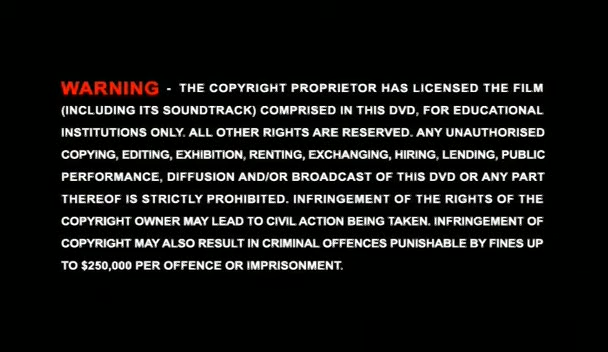 WARNING - THE COPYRIGHT PROPRIETOR HAS LICENSED THE FILM
(INCLUDING ITS SOUNDTRACK) COMPRISED IN THIS DVD, FOR EDUCATIONAL
INSTITUTIONS ONLY. ALL OTHER RIGHTS ARE RESERVED. ANY UNAUTHORISED
COPYING, EDITING, EXHIBITION, RENTING, EXCHANGING, HIRING, LENDING, PUBLIC
PERFORMANCE, DIFFUSION AND/OR BROADCAST OF THIS DVD OR ANY PART
THEREOF IS STRICTLY PROHIBITED. INFRINGEMENT OF THE RIGHTS OF THE
COPYRIGHT OWNER MAY LEAD TO CIVIL ACTION BEING TAKEN. INFRINGEMENT OF
COPYRIGHT MAY ALSO RESULT IN CRIMINAL OFFENCES PUNISHABLE BY FINES UP
TO $250,000 PER OFFENCE OR IMPRISONMENT.